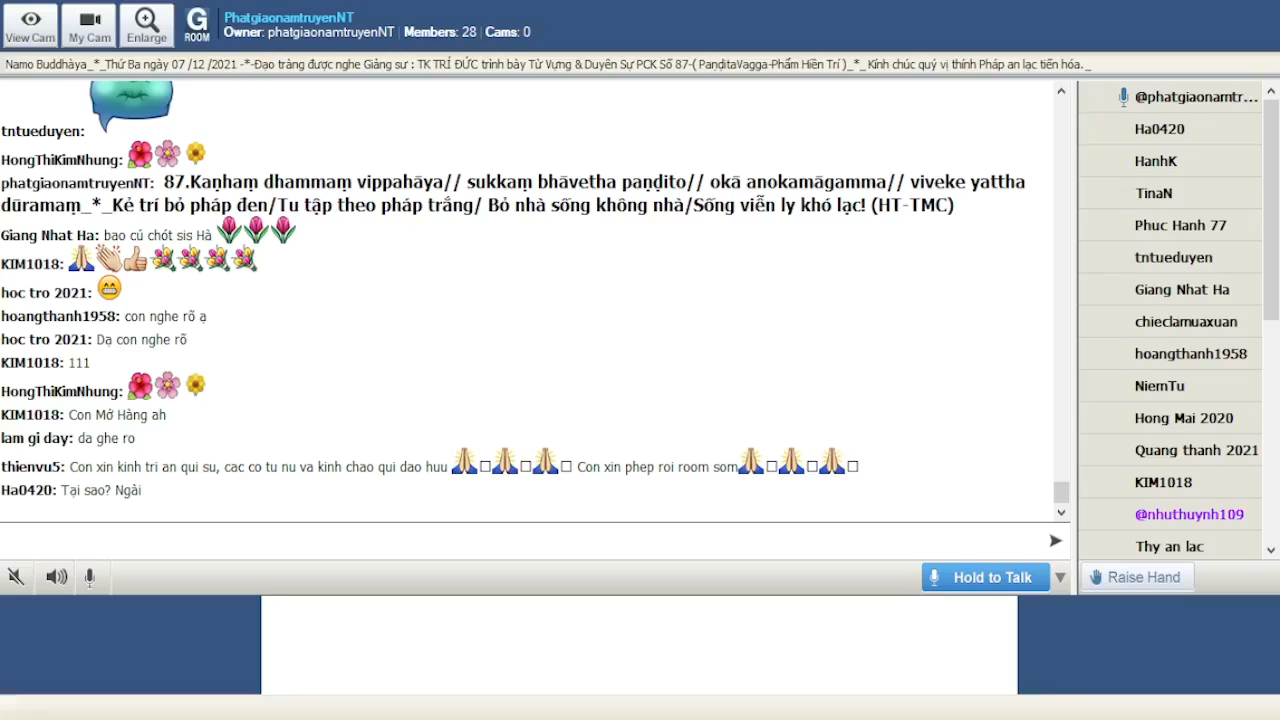 View Cam
My Cam
Enlarge
G
ROOM
PhatgiaonamtruyenNT
Owner: phatgiaonamtruyenNT | Members: 28 | Cams: 0
Namo Buddhàya_*_Thứ Ba ngày 07 /12 /2021 -*-Đạo tràng được nghe Giảng sư : TK TRÍ ĐỨC trình bày Từ Vựng & Duyên Sự PCK Số 87-( PaṇḍitaVagga-Phẩm Hiền Trí )_*_ Kính chúc quý vị thính Pháp an lạc tiến hóa._
tntueduyen:
HongThiKimNhung:
phatgiaonamtruyenNT: 87.Kaṇhaṃ dhammaṃ vippahāya// sukkaṃ bhāvetha paṇḍito// okā anokamāgamma// viveke yattha
dūramaṃ_*_Kẻ trí bỏ pháp đen/Tu tập theo pháp trắng/ Bỏ nhà sống không nhà/Sống viễn ly khó lạc! (HT-TMC)
Giang Nhat Ha: bao cú chót sis Hà
KIM1018:
hoc tro 2021:
hoangthanh1958: con nghe rõ ạ
hoc tro 2021: Dạ con nghe rõ
KIM1018: 111
HongThiKimNhung:
KIM1018: Con Mở Hàng ah
lam gi day: da ghe ro
thienvu5: Con xin kinh tri an qui su, cac co tu nu va kinh chao qui dao huu Con xin phep roi room som
Ha0420: Tại sao? Ngài
Hold to Talk
@phatgiaonamtr...
Ha0420
HanhK
TinaN
Phuc Hanh 77
tntueduyen
Giang Nhat Ha
chieclamuaxuan
hoangthanh1958
NiemTu
Hong Mai 2020
Quang thanh 2021
KIM1018
@nhuthuynh109
Thy an lac
Raise Hand